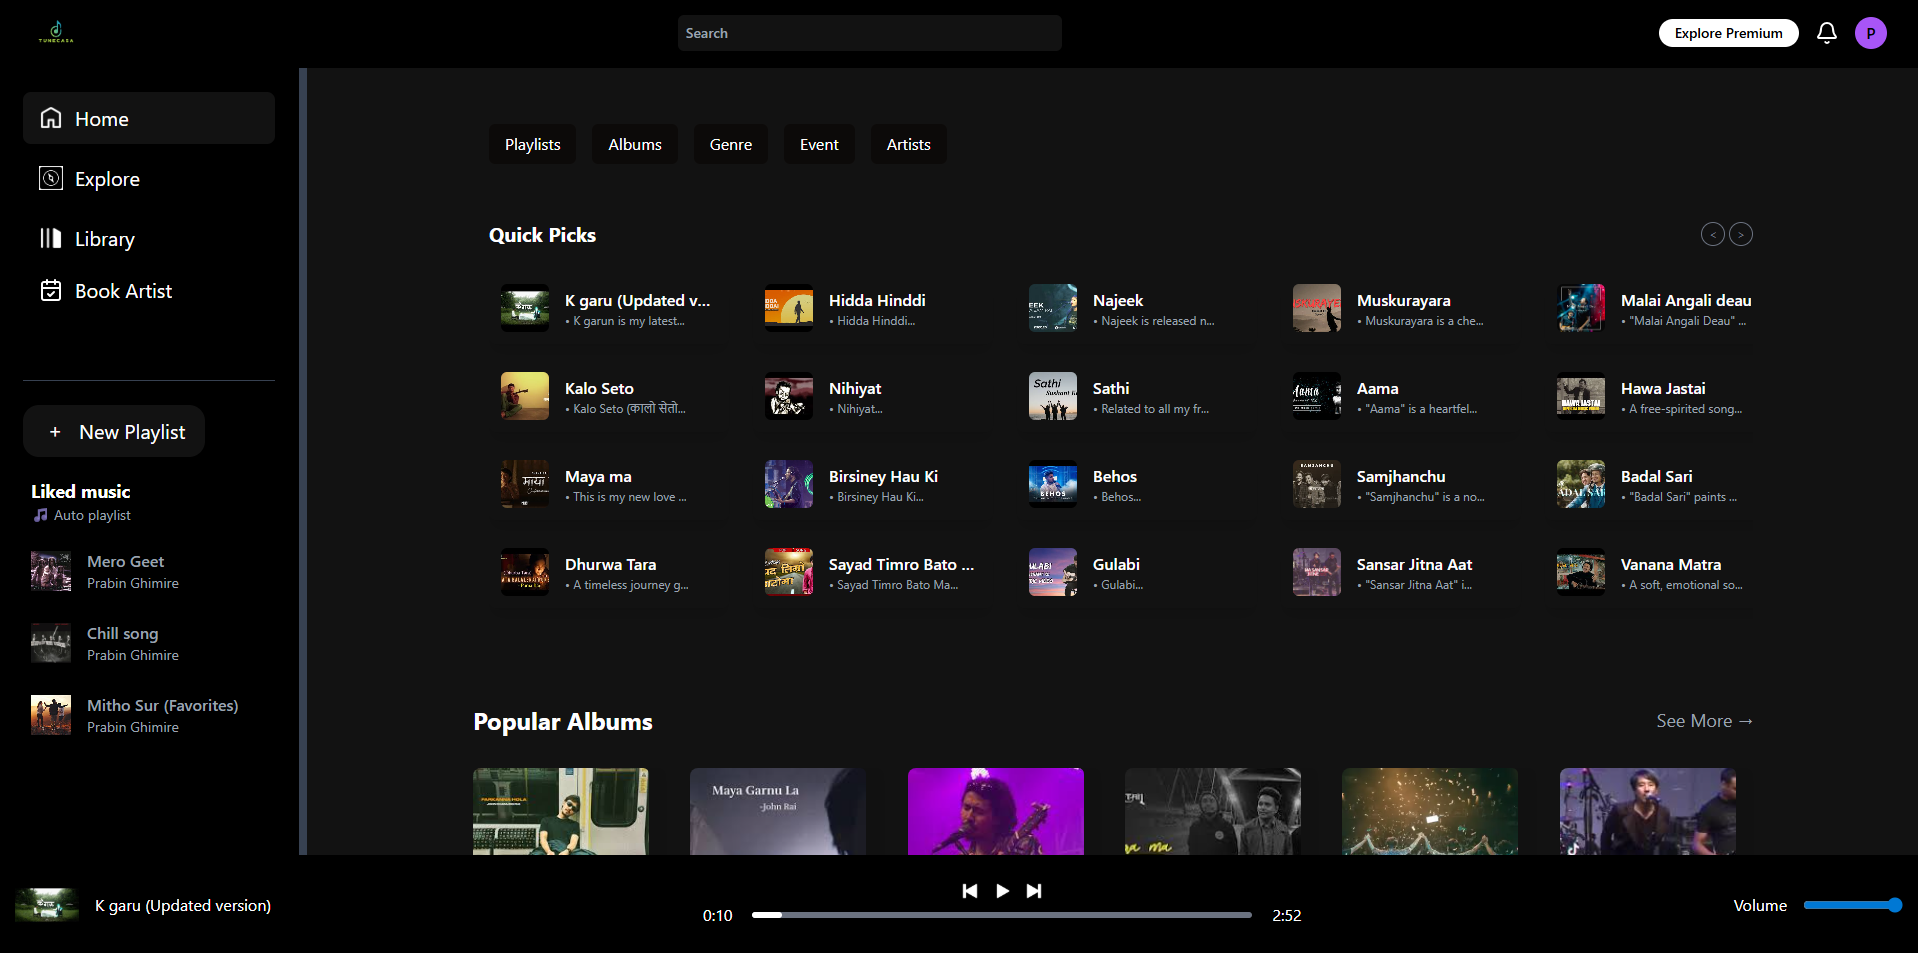 TUNECASA
Search
Explore Premium
P
Home
Explore
Library
Book Artist
+ New Playlist
Liked music
Auto playlist
Mero Geet
Prabin Ghimire
Chill song
Prabin Ghimire
Mitho Sur (Favorites)
Prabin Ghimire
Playlists Albums Genre Event Artists
Quick Picks
< >
K garu (Updated v...
• K garun is my latest...
Hidda Hinddi
• Hidda Hinddi...
Najeek
• Najeek is released n...
Muskurayara
• Muskurayara is a che...
Malai Angali deau
• "Malai Angali Deau" ...
Kalo Seto
• Kalo Seto (कालो सेतो...
Nihiyat
• Nihiyat...
Sathi
Sathi
• Related to all my fr...
Aama
Aama
• "Aama" is a heartfel...
HAWA JASTAI
Hawa Jastai
• A free-spirited song...
माया
Maya ma
• This is my new love ...
Birsiney Hau Ki
• Birsiney Hau Ki...
BEHOS
Behos
• Behos...
SAMJHANCHU
Samjhanchu
• "Samjhanchu" is a no...
Badal Sari
• "Badal Sari" paints ...
Dhurwa Tara
• A timeless journey g...
Sayad Timro Bato ...
• Sayad Timro Bato Ma...
ULABI
Gulabi
• Gulabi...
Sansar Jitna Aat
• "Sansar Jitna Aat" i...
Vanana Matra
• A soft, emotional so...
Popular Albums
See More →
Maya Garnu La
-John Rai
K garu (Updated version)
0:10
2:52
Volume